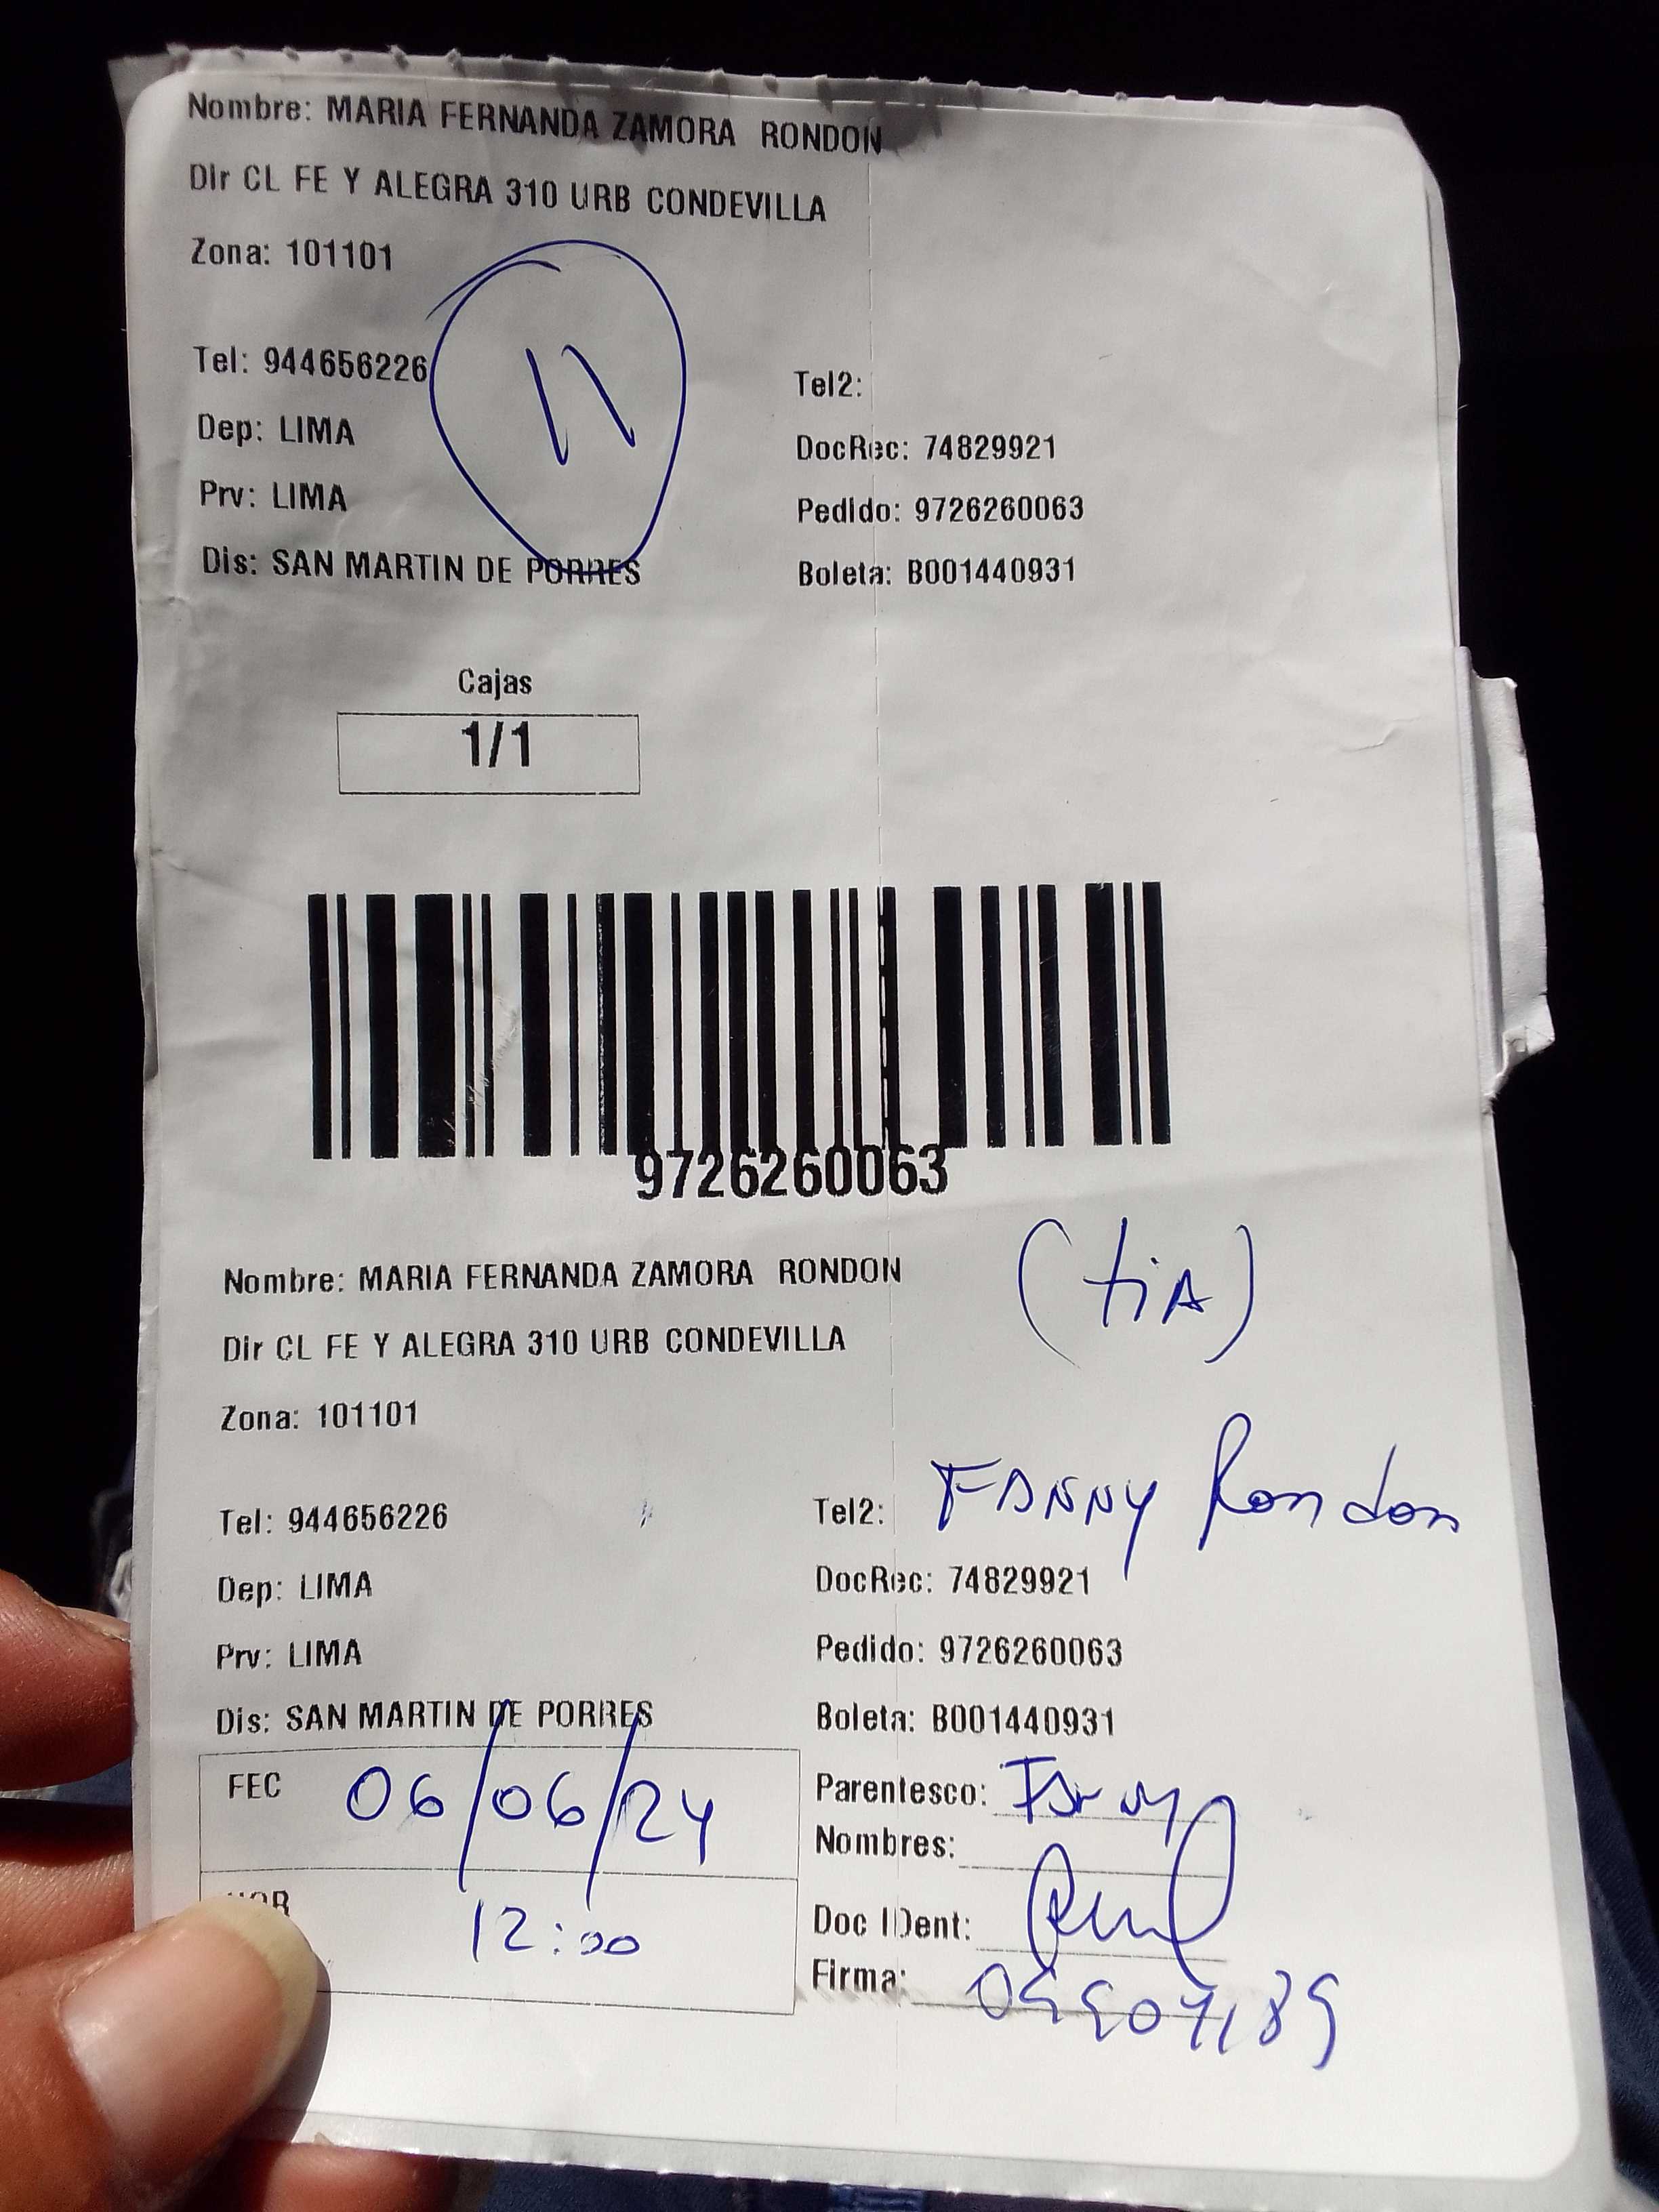 Nombre: MARIA FERNANDA ZAMORA RONDON
Dir CL FE Y ALEGRA 310 URB CONDEVILLA
Zona: 101101
11
Tel: 944656226
Tel2:
Dep: LIMA
DocRec: 74829921
Prv: LIMA
Pedido: 9726260063
Dis: SAN MARTIN DE PORRES
Boleta: B001440931
Cajas
1/1
9726260063
Nombre: MARIA FERNANDA ZAMORA RONDON
(tiA)
Dir CL FE Y ALEGRA 310 URB CONDEVILLA
Zona: 101101
Tel: 944656226
Tel2: FANNY Rondon
Dep: LIMA
DocRec: 74829921
Prv: LIMA
Pedido: 9726260063
Dis: SAN MARTIN DE PORRES
Boleta: B001440931
FEC 06/06/24
Parentesco: Fanny
Nombres:
HOR 12:00
Doc IDent:
Firma: